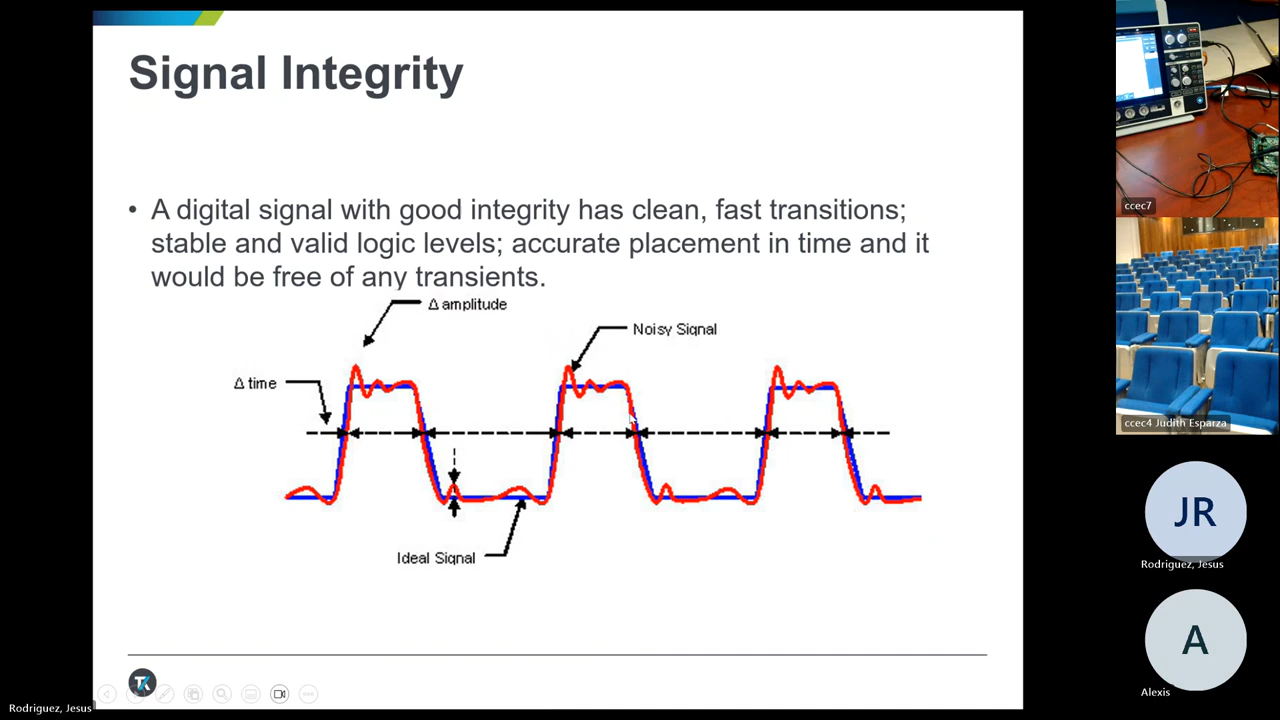 Signal Integrity
• A digital signal with good integrity has clean, fast transitions;
stable and valid logic levels; accurate placement in time and it
would be free of any transients.
Δ amplitude
Noisy Signal
Δ time
Ideal Signal
Rodriguez, Jesus
ccec7
ccec4 Judith Esparza
JR
Rodriguez, Jesus
A
Alexis